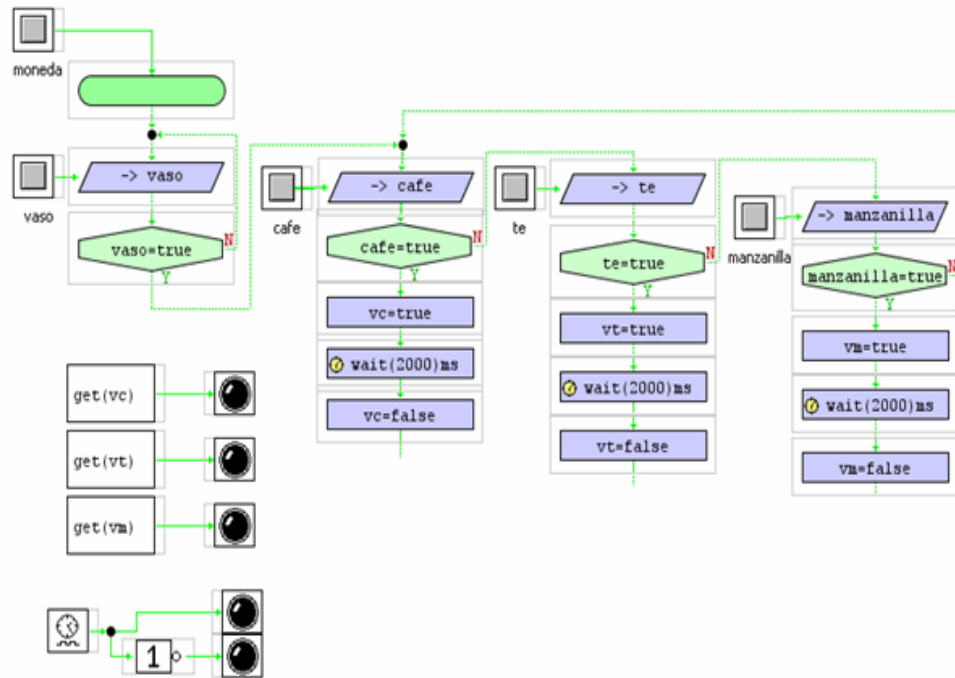 moneda
-> vaso
vaso
vaso=true
N
Y
-> cafe
cafe
cafe=true
N
Y
vc=true
wait(2000)ms
vc=false
-> te
te
te=true
N
Y
vt=true
wait(2000)ms
vt=false
-> manzanilla
manzanilla
manzanilla=true
N
Y
vm=true
wait(2000)ms
vm=false
get(vc)
get(vt)
get(vm)
1